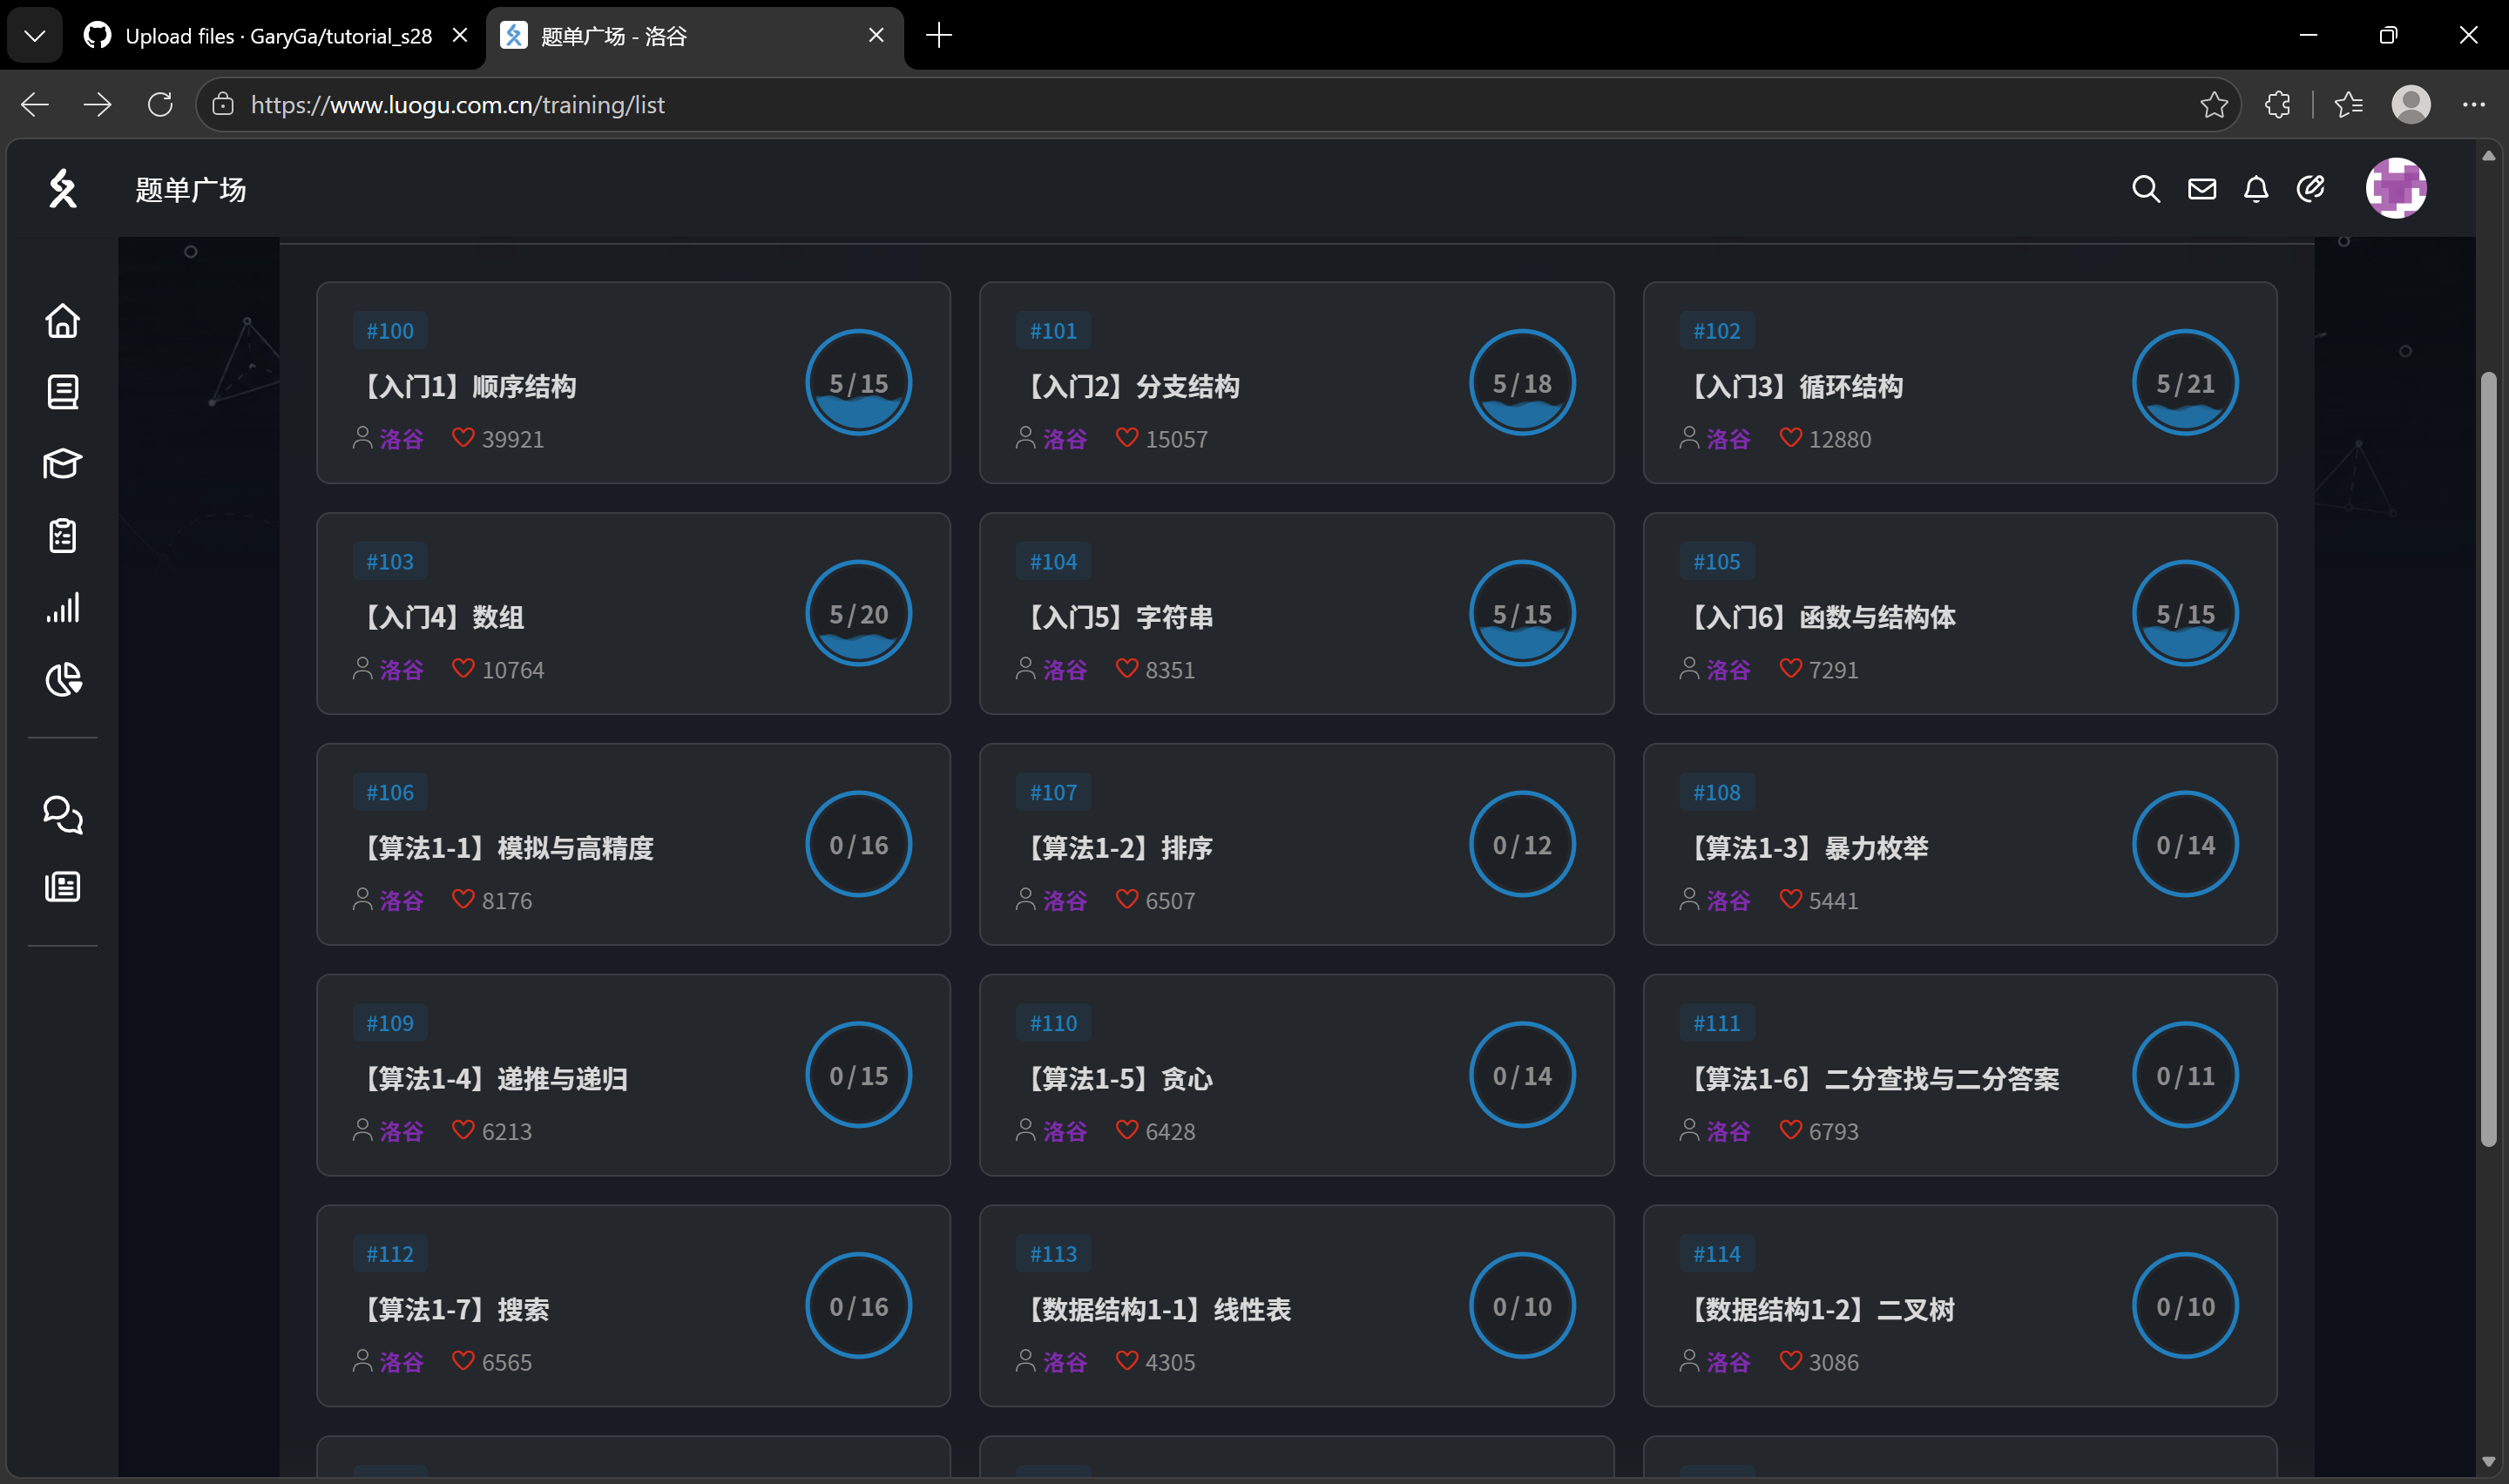 Upload files · GaryGa/tutorial_s28
题单广场 - 洛谷
https://www.luogu.com.cn/training/list
题单广场
#100
【入门1】顺序结构
洛谷 39921
5/15
#101
【入门2】分支结构
洛谷 15057
5/18
#102
【入门3】循环结构
洛谷 12880
5/21
#103
【入门4】数组
洛谷 10764
5/20
#104
【入门5】字符串
洛谷 8351
5/15
#105
【入门6】函数与结构体
洛谷 7291
5/15
#106
【算法1-1】模拟与高精度
洛谷 8176
0/16
#107
【算法1-2】排序
洛谷 6507
0/12
#108
【算法1-3】暴力枚举
洛谷 5441
0/14
#109
【算法1-4】递推与递归
洛谷 6213
0/15
#110
【算法1-5】贪心
洛谷 6428
0/14
#111
【算法1-6】二分查找与二分答案
洛谷 6793
0/11
#112
【算法1-7】搜索
洛谷 6565
0/16
#113
【数据结构1-1】线性表
洛谷 4305
0/10
#114
【数据结构1-2】二叉树
洛谷 3086
0/10